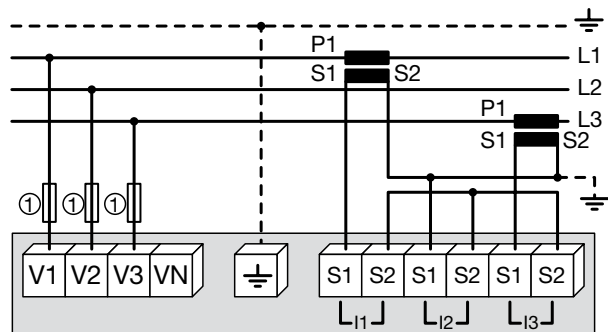 P1 L1
S1 S2
L2
P1 L3
S1 S2
① ① ①
V1 V2 V3 VN S1 S2 S1 S2 S1 S2
I1 I2 I3